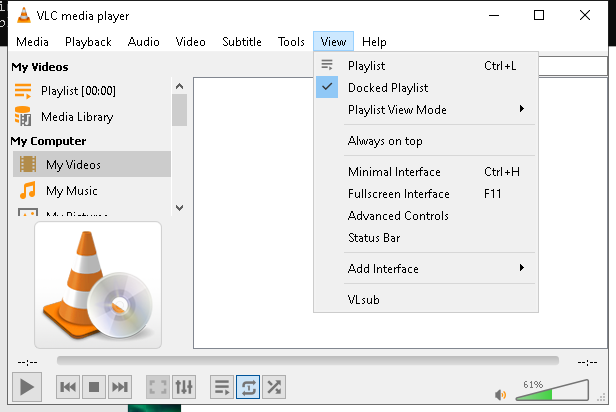 VLC media player
Media Playback Audio Video Subtitle Tools View Help
My Videos
Playlist [00:00]
Media Library
My Computer
My Videos
My Music
My Pictures
Playlist Ctrl+L
Docked Playlist
Playlist View Mode
Always on top
Minimal Interface Ctrl+H
Fullscreen Interface F11
Advanced Controls
Status Bar
Add Interface
VLsub
--:-- --:--
61%